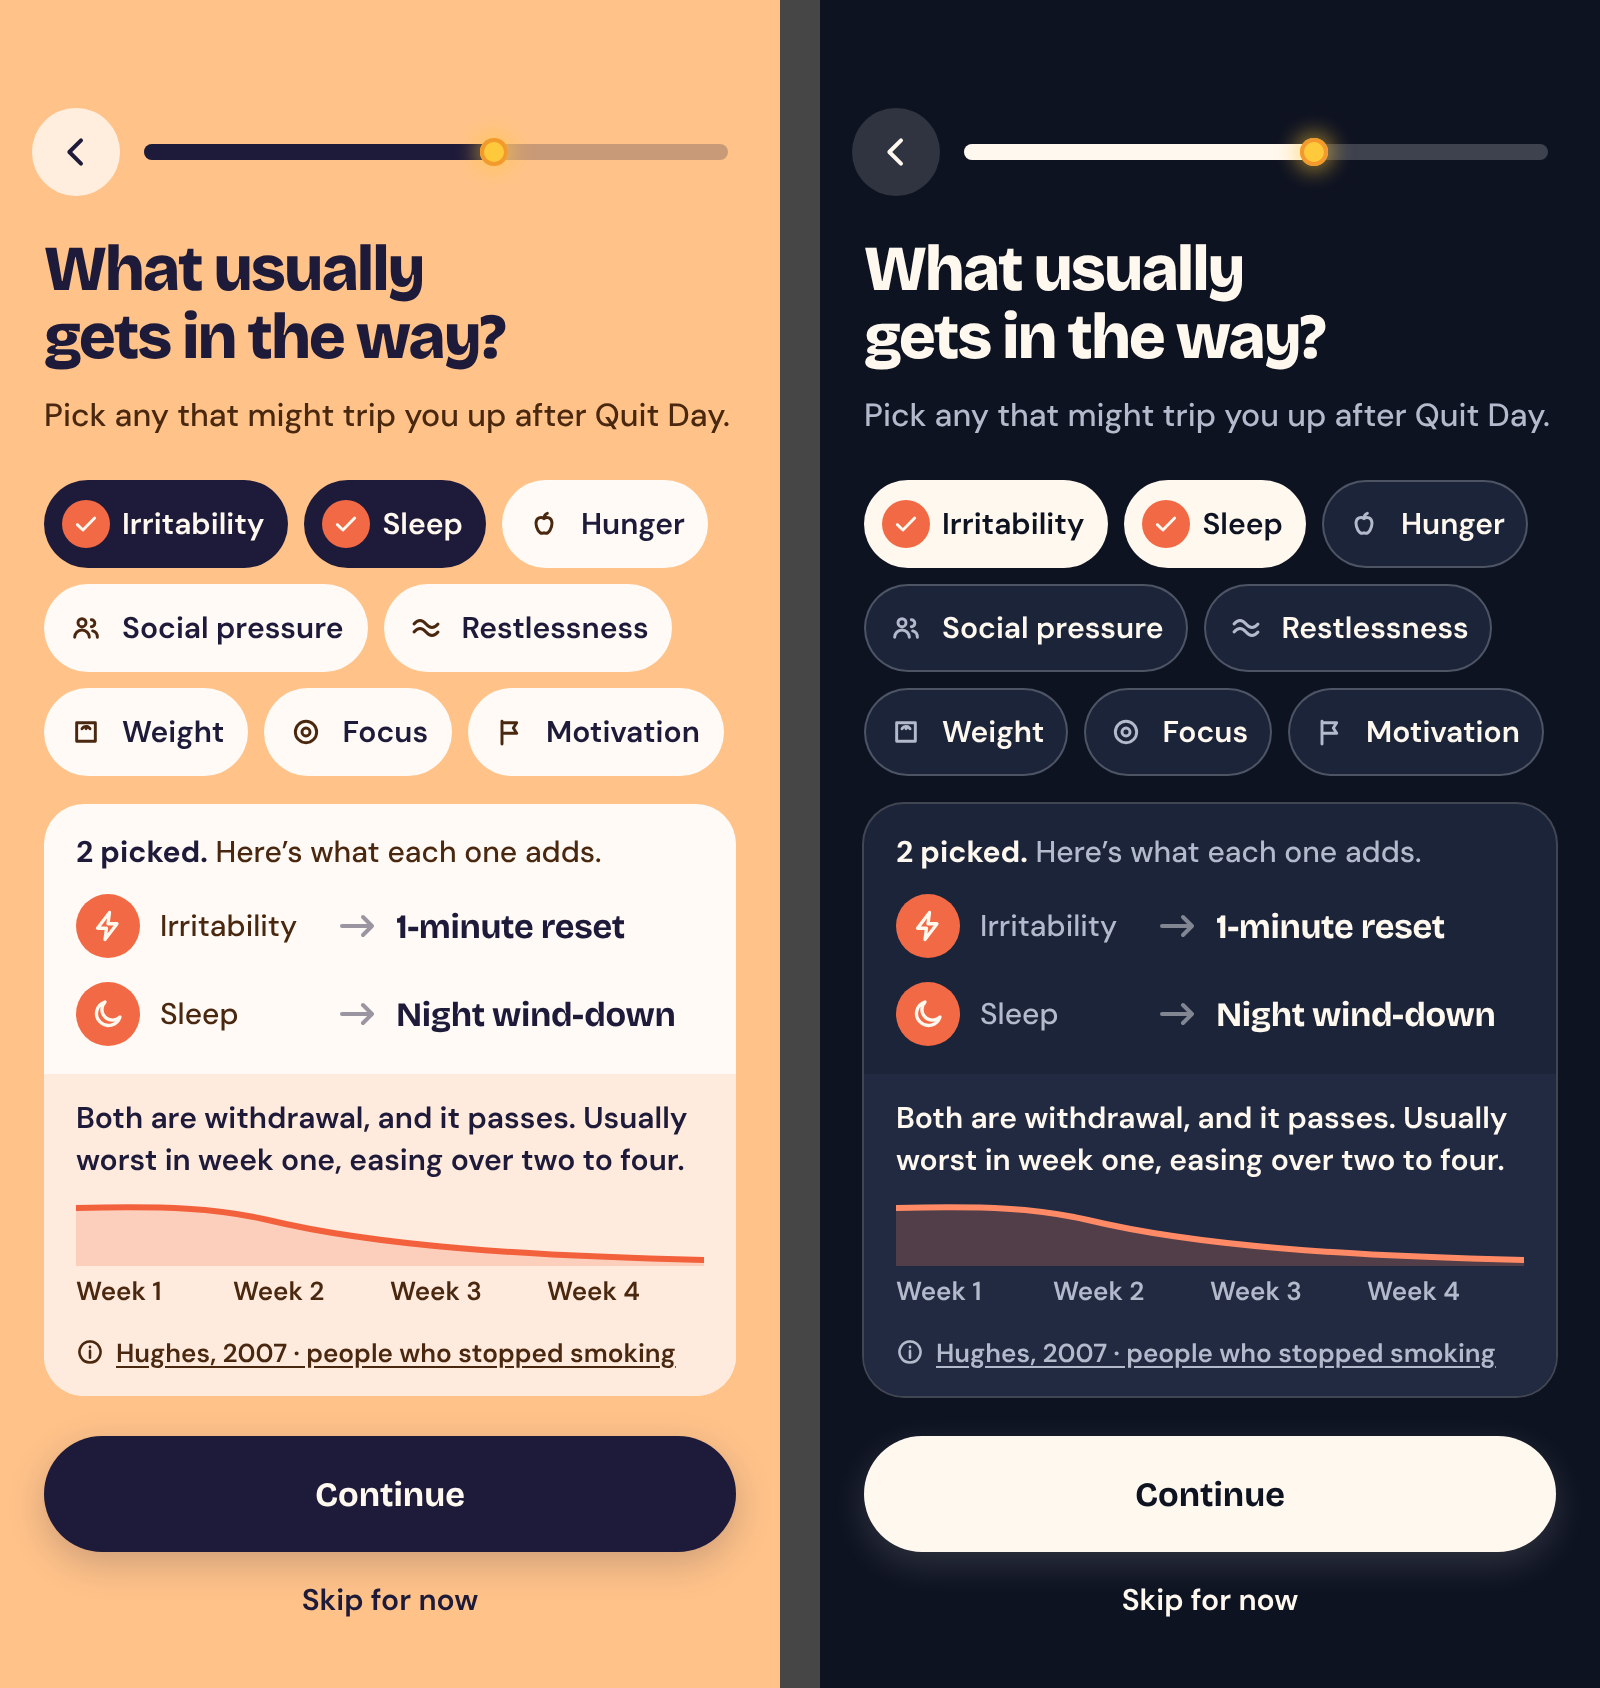 What usually
gets in the way?
Pick any that might trip you up after Quit Day.
Irritability
Sleep
Hunger
Social pressure
Restlessness
Weight
Focus
Motivation
2 picked. Here’s what each one adds.
Irritability → 1-minute reset
Sleep → Night wind-down
Both are withdrawal, and it passes. Usually
worst in week one, easing over two to four.
Week 1 Week 2 Week 3 Week 4
Hughes, 2007 · people who stopped smoking
Continue
Skip for now
What usually
gets in the way?
Pick any that might trip you up after Quit Day.
Irritability
Sleep
Hunger
Social pressure
Restlessness
Weight
Focus
Motivation
2 picked. Here’s what each one adds.
Irritability → 1-minute reset
Sleep → Night wind-down
Both are withdrawal, and it passes. Usually
worst in week one, easing over two to four.
Week 1 Week 2 Week 3 Week 4
Hughes, 2007 · people who stopped smoking
Continue
Skip for now